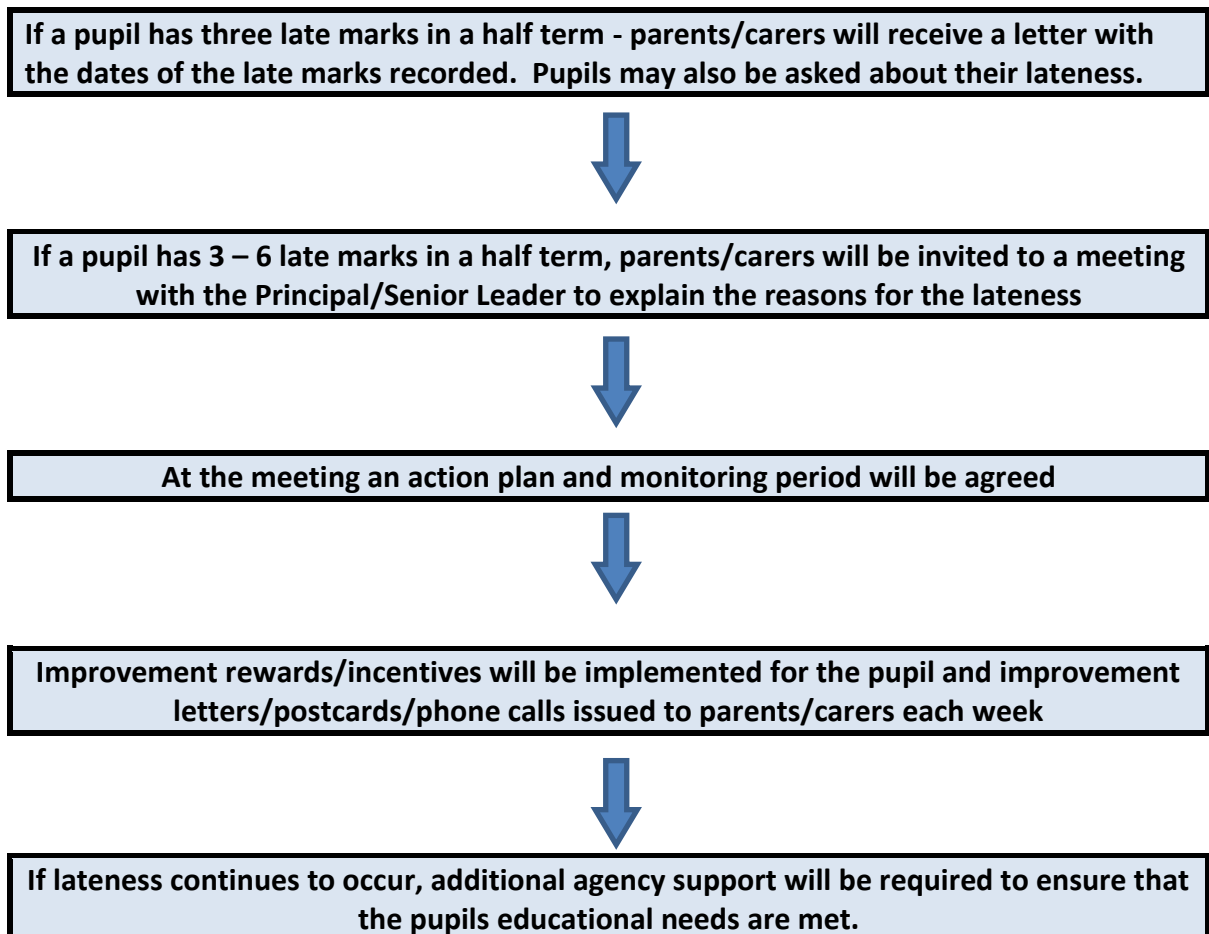 If a pupil has three late marks in a half term - parents/carers will receive a letter with
the dates of the late marks recorded.  Pupils may also be asked about their lateness.
If a pupil has 3 – 6 late marks in a half term, parents/carers will be invited to a meeting
with the Principal/Senior Leader to explain the reasons for the lateness
At the meeting an action plan and monitoring period will be agreed
Improvement rewards/incentives will be implemented for the pupil and improvement
letters/postcards/phone calls issued to parents/carers each week
If lateness continues to occur, additional agency support will be required to ensure that
the pupils educational needs are met.